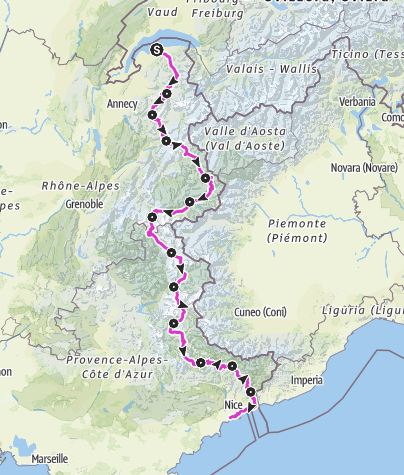 Vaud
Freiburg
S
Valais - Wallis
Ticino (Tess
Annecy
Verbania
Como
Valle d'Aosta
(Val d'Aoste)
Novara (Novare)
Rhône-Alpes
Grenoble
Piemonte
(Piémont)
Cuneo (Coni)
Liguria (Ligur
Provence-Alpes-
Côte d'Azur
Imperia
Nice
Marseille